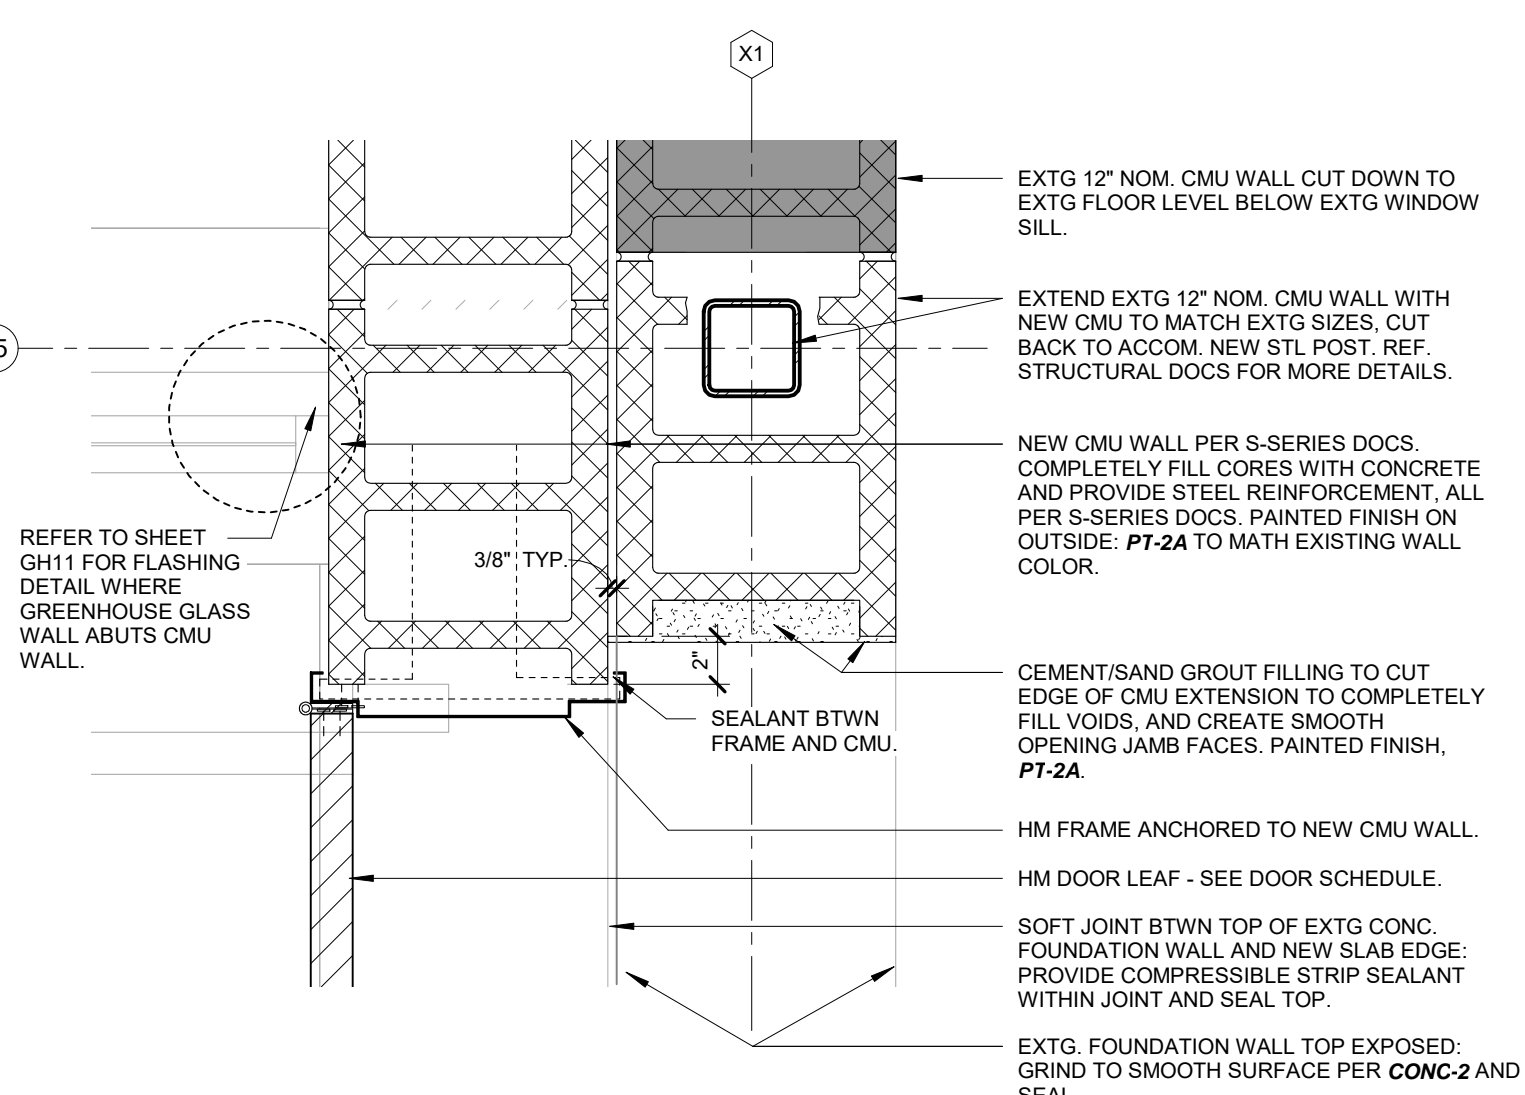 X1
EXTG 12" NOM. CMU WALL CUT DOWN TO
EXTG FLOOR LEVEL BELOW EXTG WINDOW
SILL.
EXTEND EXTG 12" NOM. CMU WALL WITH
NEW CMU TO MATCH EXTG SIZES, CUT
BACK TO ACCOM. NEW STL POST. REF.
STRUCTURAL DOCS FOR MORE DETAILS.
5
NEW CMU WALL PER S-SERIES DOCS.
COMPLETELY FILL CORES WITH CONCRETE
AND PROVIDE STEEL REINFORCEMENT, ALL
PER S-SERIES DOCS. PAINTED FINISH ON
OUTSIDE: PT-2A TO MATH EXISTING WALL
COLOR.
REFER TO SHEET
GH11 FOR FLASHING
DETAIL WHERE
GREENHOUSE GLASS
WALL ABUTS CMU
WALL.
3/8" TYP.
2"
SEALANT BTWN
FRAME AND CMU.
CEMENT/SAND GROUT FILLING TO CUT
EDGE OF CMU EXTENSION TO COMPLETELY
FILL VOIDS, AND CREATE SMOOTH
OPENING JAMB FACES. PAINTED FINISH,
PT-2A.
HM FRAME ANCHORED TO NEW CMU WALL.
HM DOOR LEAF - SEE DOOR SCHEDULE.
SOFT JOINT BTWN TOP OF EXTG CONC.
FOUNDATION WALL AND NEW SLAB EDGE:
PROVIDE COMPRESSIBLE STRIP SEALANT
WITHIN JOINT AND SEAL TOP.
EXTG. FOUNDATION WALL TOP EXPOSED:
GRIND TO SMOOTH SURFACE PER CONC-2 AND